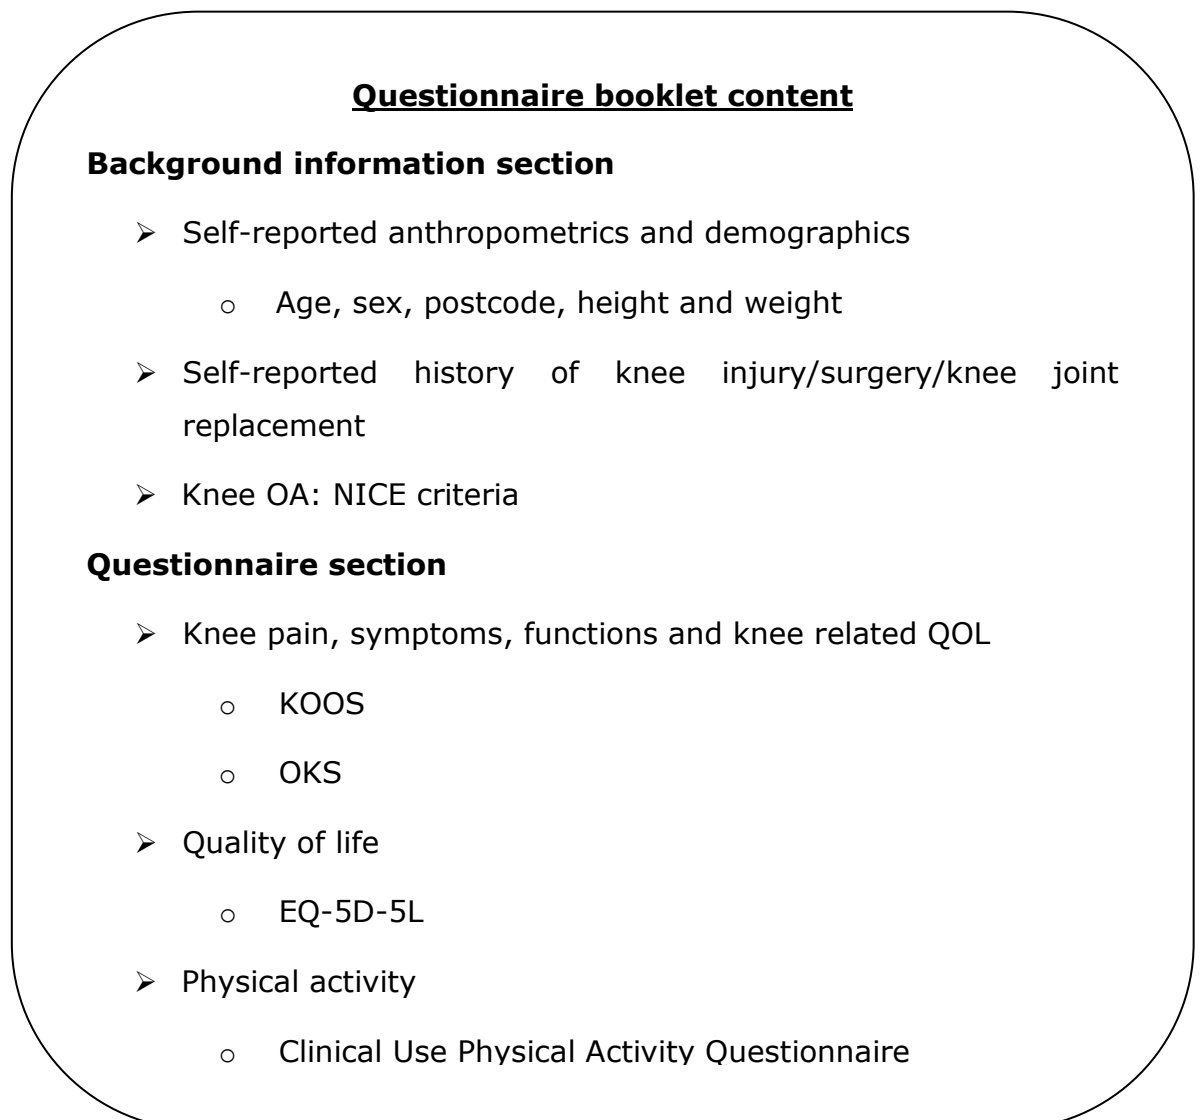 Questionnaire booklet content
Background information section
➢ Self-reported anthropometrics and demographics
o Age, sex, postcode, height and weight
➢ Self-reported history of knee injury/surgery/knee joint
replacement
➢ Knee OA: NICE criteria
Questionnaire section
➢ Knee pain, symptoms, functions and knee related QOL
o KOOS
o OKS
➢ Quality of life
o EQ-5D-5L
➢ Physical activity
o Clinical Use Physical Activity Questionnaire